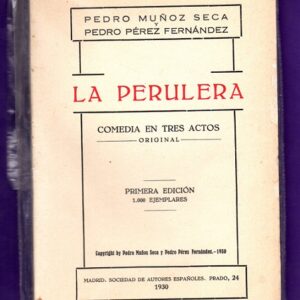 PEDRO MUÑOZ SECA
Y
PEDRO PÉREZ FERNÁNDEZ
LA PERULERA
COMEDIA EN TRES ACTOS
ORIGINAL
PRIMERA EDICIÓN
1.000 EJEMPLARES
Copyright by Pedro Muñoz Seca y Pedro Pérez Fernández.-1930
MADRID. SOCIEDAD DE AUTORES ESPAÑOLES. PRADO, 24
1930